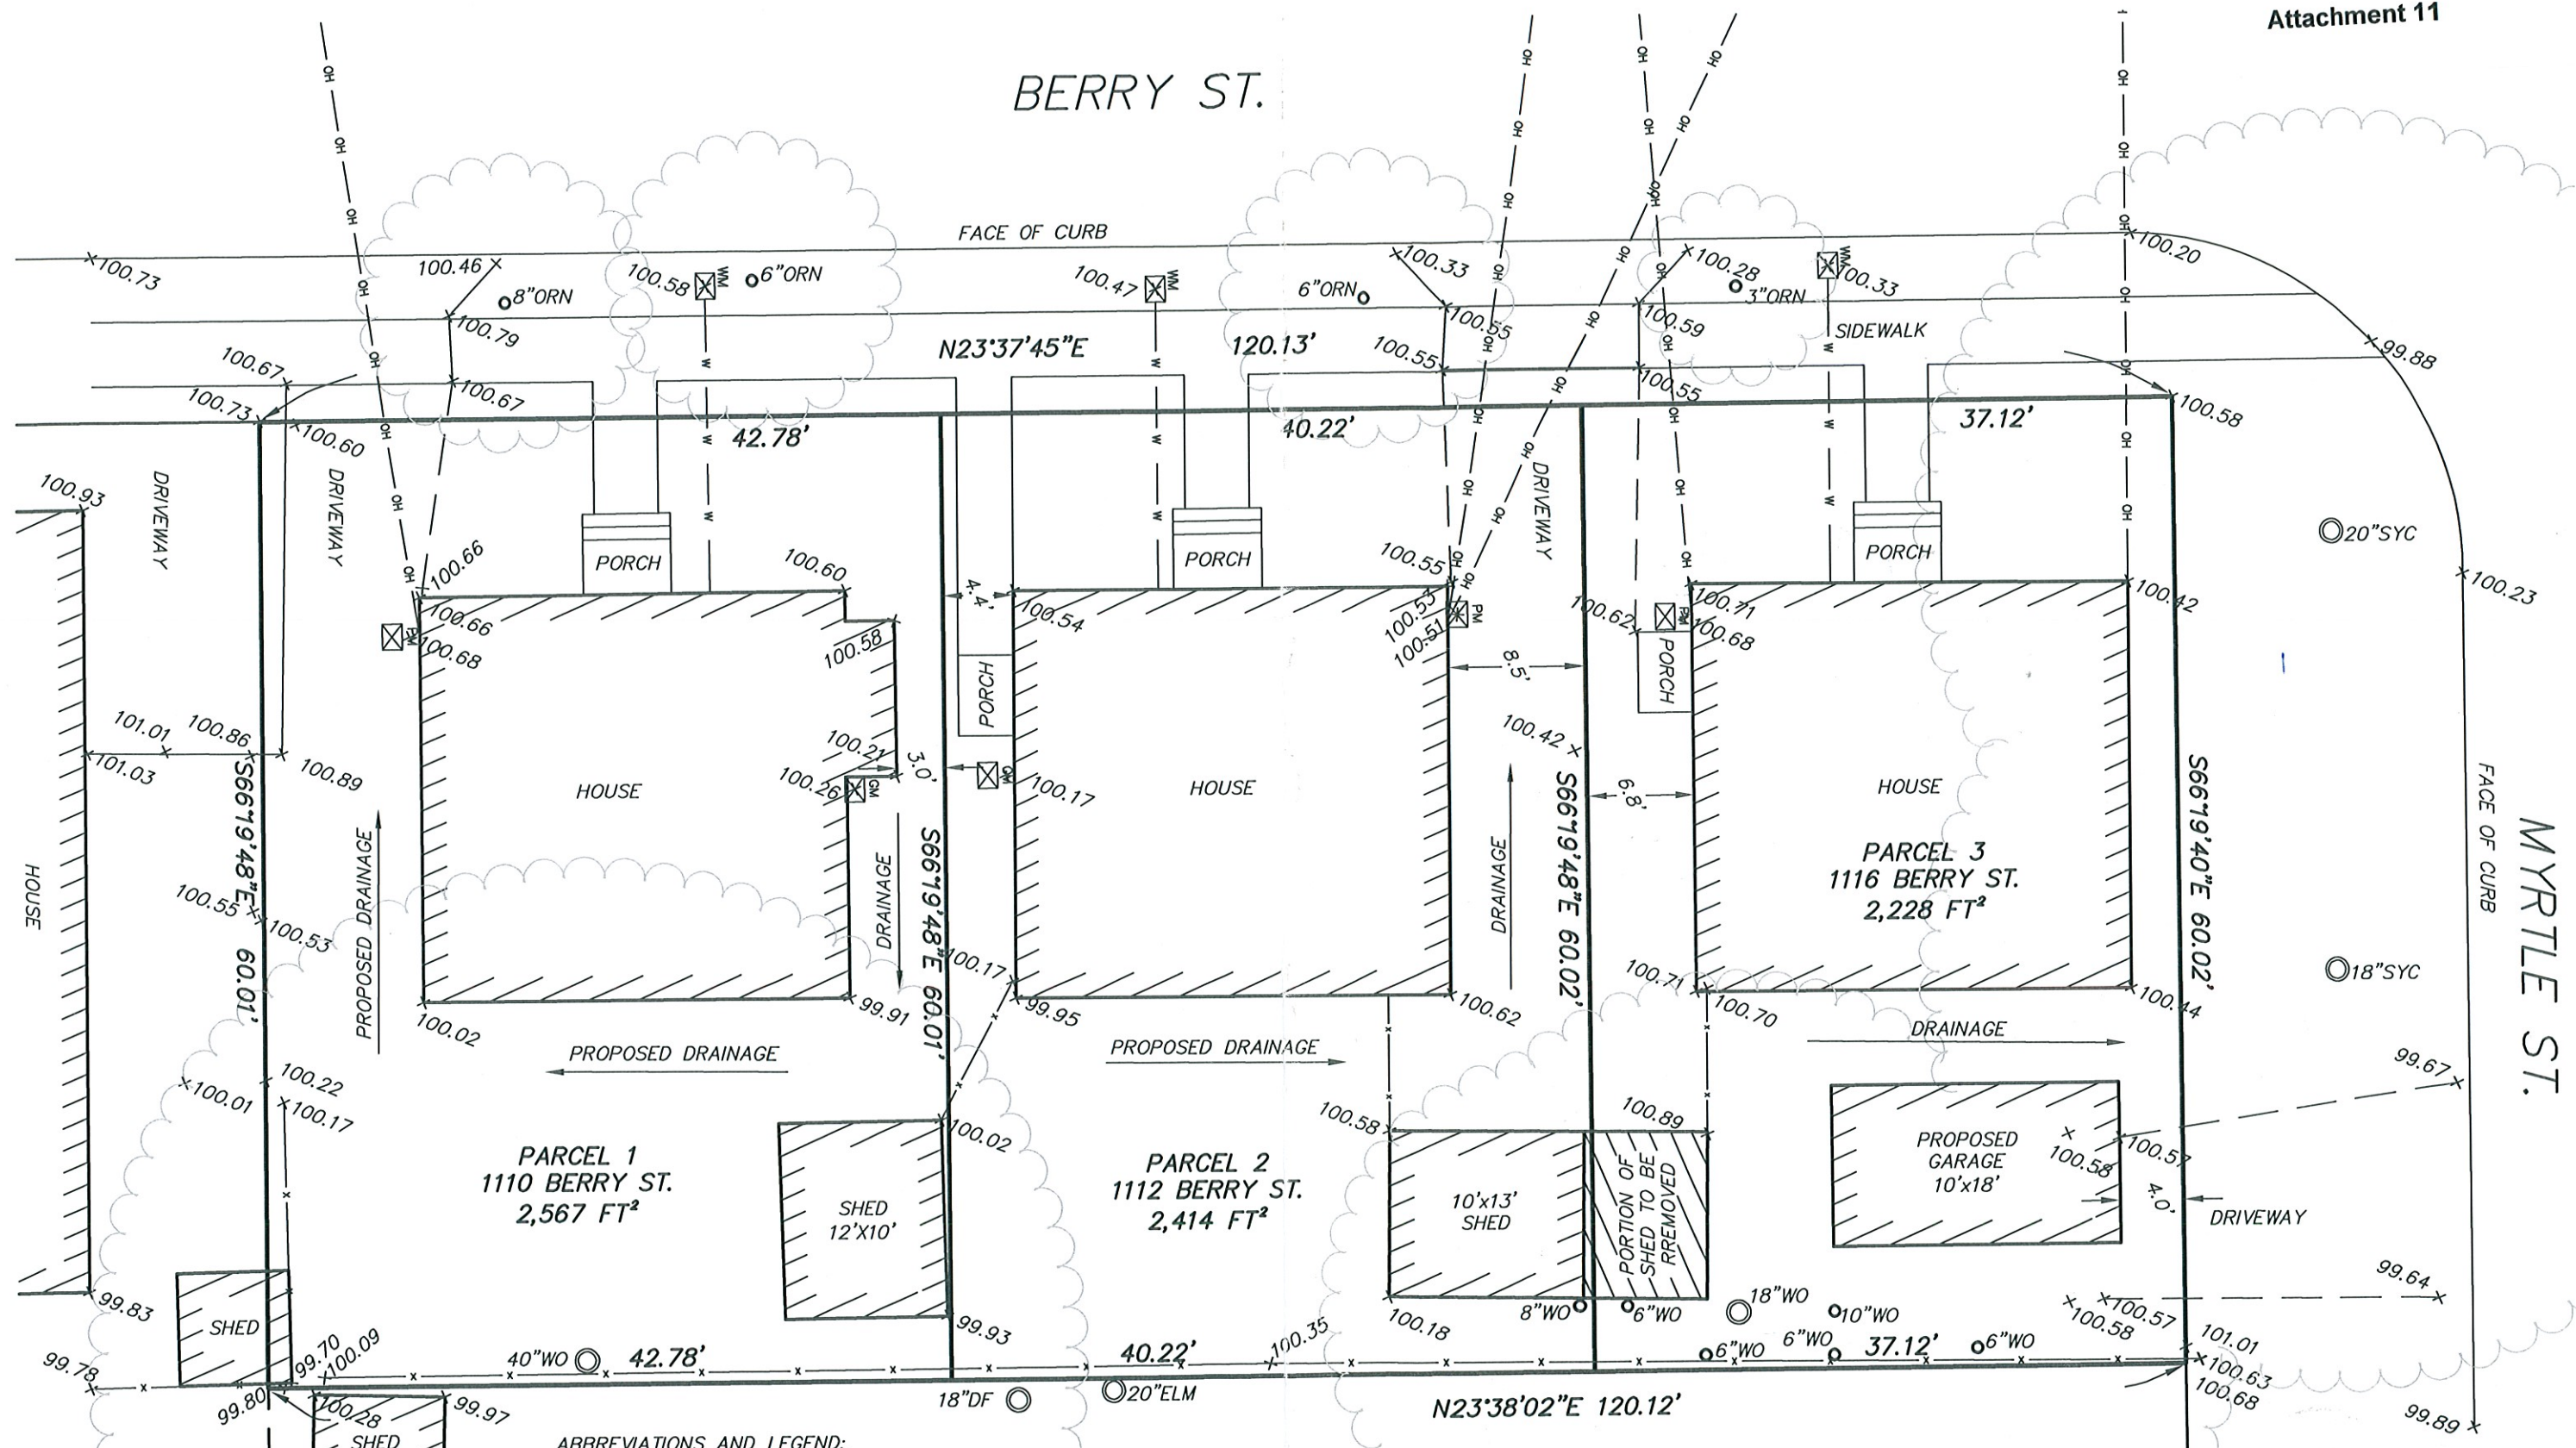 Attachment 11
BERRY ST.
FACE OF CURB
100.73
100.46
8"ORN
100.58
WM
6"ORN
100.47
WM
6"ORN
100.33
100.28
3"ORN
WM
100.33
100.20
100.79
100.55
100.59
SIDEWALK
99.88
N23°37'45"E
120.13'
100.67
100.67
100.55
100.55
100.73
100.60
42.78'
40.22'
37.12'
100.58
100.93
DRIVEWAY
DRIVEWAY
DRIVEWAY
20"SYC
PORCH
PORCH
PORCH
100.66
100.60
100.55
100.23
100.66
100.68
100.58
4.4'
100.54
100.53
100.51
PM
100.62
100.71
100.68
100.42
PORCH
PORCH
8.5'
101.01
100.86
101.03
100.89
100.21
3.0'
100.26
GM
100.17
100.42
6.8'
HOUSE
HOUSE
HOUSE
HOUSE
PARCEL 3
1116 BERRY ST.
2,228 FT²
S66°19'48"E 60.01'
S66°19'48"E 60.01'
S66°19'48"E 60.02'
S66°19'40"E 60.02'
FACE OF CURB
MYRTLE ST.
PROPOSED DRAINAGE
DRAINAGE
DRAINAGE
100.55
100.53
100.17
18"SYC
100.02
99.91
99.95
100.62
100.71
100.70
100.44
PROPOSED DRAINAGE
PROPOSED DRAINAGE
DRAINAGE
99.67
100.22
100.01
100.17
100.02
100.58
100.89
PARCEL 1
1110 BERRY ST.
2,567 FT²
SHED
12'X10'
PARCEL 2
1112 BERRY ST.
2,414 FT²
10'x13'
SHED
PORTION OF
SHED TO BE
RREMOVED
PROPOSED
GARAGE
10'x18'
100.58
100.57
4.0'
DRIVEWAY
99.83
SHED
99.93
100.18
8"WO
6"WO
18"WO
10"WO
99.64
100.57
100.58
99.78
99.70
100.09
40"WO
42.78'
40.22'
100.35
6"WO
6"WO
37.12'
6"WO
101.01
100.63
100.68
99.80
100.28
99.97
SHED
18"DF
20"ELM
N23°38'02"E 120.12'
99.89
ABBREVIATIONS AND LEGEND: